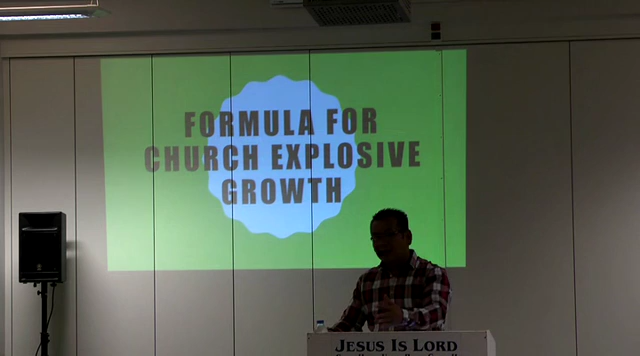 FORMULA FOR
CHURCH EXPLOSIVE
GROWTH
JESUS IS LORD